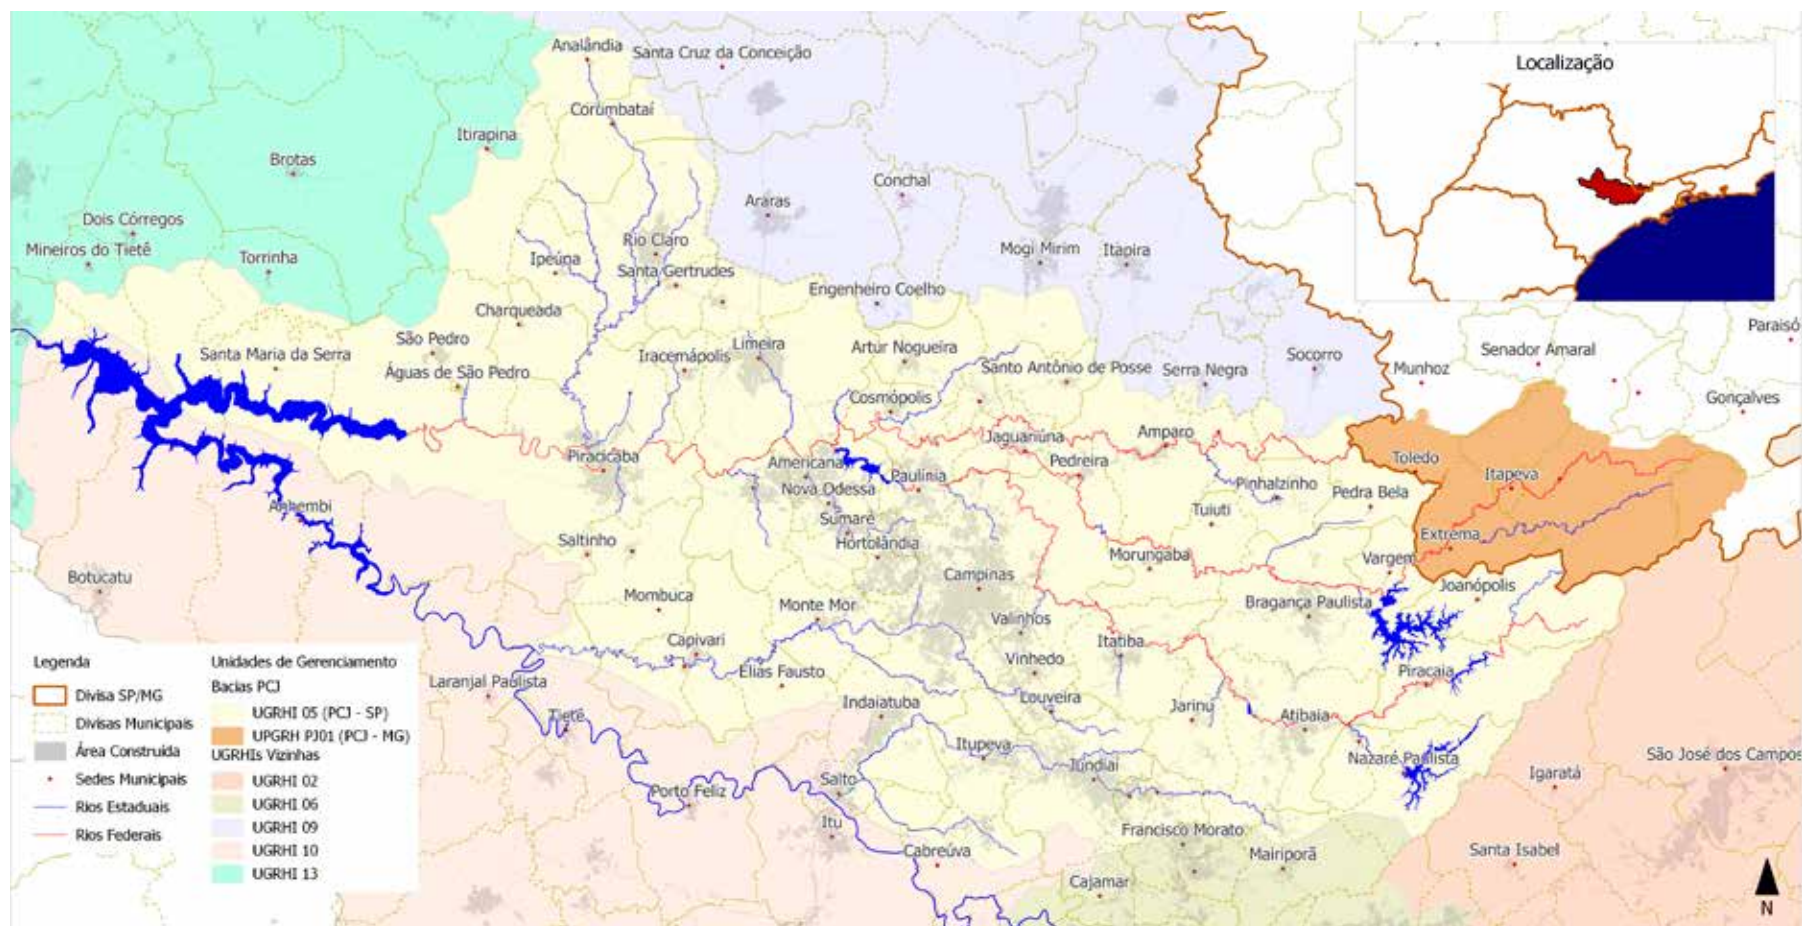 Analândia
Santa Cruz da Conceição
Localização
Corumbataí
Itirapina
Brotas
Conchal
Araras
Dois Córregos
Rio Claro
Mogi Mirim
Itapira
Mineiros do Tietê
Torrinha
Ipeúna
Santa Gertrudes
Engenheiro Coelho
Charqueada
Paraisó
São Pedro
Santa Maria da Serra
Iracemápolis
Limeira
Artur Nogueira
Senador Amaral
Socorro
Águas de São Pedro
Santo Antônio de Posse
Serra Negra
Munhoz
Cosmópolis
Gonçalves
Jaguariúna
Amparo
Piracicaba
Americana
Pedreira
Toledo
Paulínia
Itapeva
Nova Odessa
Pinhalzinho
Pedra Bela
Anhembi
Sumaré
Tuiuti
Saltinho
Hortolândia
Extrema
Morungaba
Vargem
Botucatu
Campinas
Joanópolis
Mombuca
Monte Mor
Bragança Paulista
Valinhos
Capivari
Itatiba
Vinhedo
Elias Fausto
Piracaia
Laranjal Paulista
Indaiatuba
Louveira
Jarinu
Atibaia
Tietê
Itupeva
Nazaré Paulista
São José dos Campos
Salto
Jundiaí
Igaratá
Porto Feliz
Itu
Francisco Morato
Cabreúva
Mairiporã
Santa Isabel
Cajamar
Legenda
Divisa SP/MG
Divisas Municipais
Área Construída
Sedes Municipais
Rios Estaduais
Rios Federais
Unidades de Gerenciamento
Bacias PCJ
UGRHI 05 (PCJ - SP)
UPGRH PJ01 (PCJ - MG)
UGRHIs Vizinhas
UGRHI 02
UGRHI 06
UGRHI 09
UGRHI 10
UGRHI 13
N